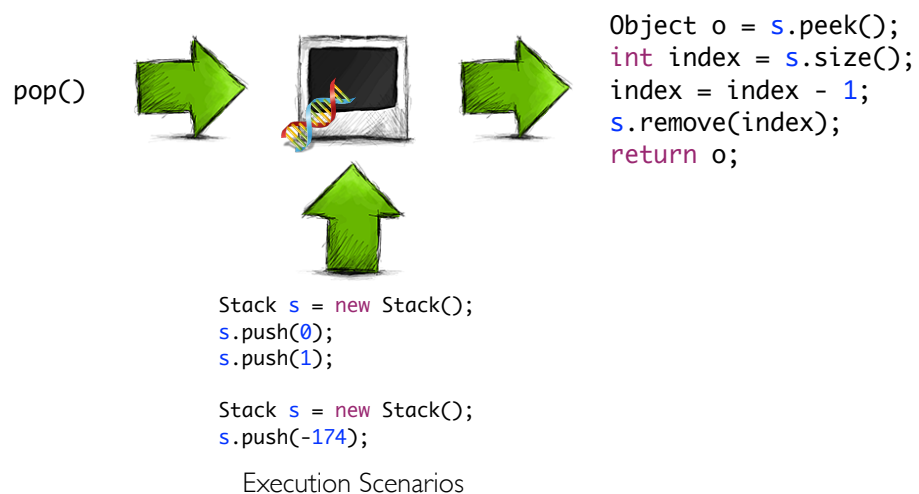 pop()
Object o = s.peek();
int index = s.size();
index = index - 1;
s.remove(index);
return o;
Stack s = new Stack();
s.push(0);
s.push(1);
Stack s = new Stack();
s.push(-174);
Execution Scenarios